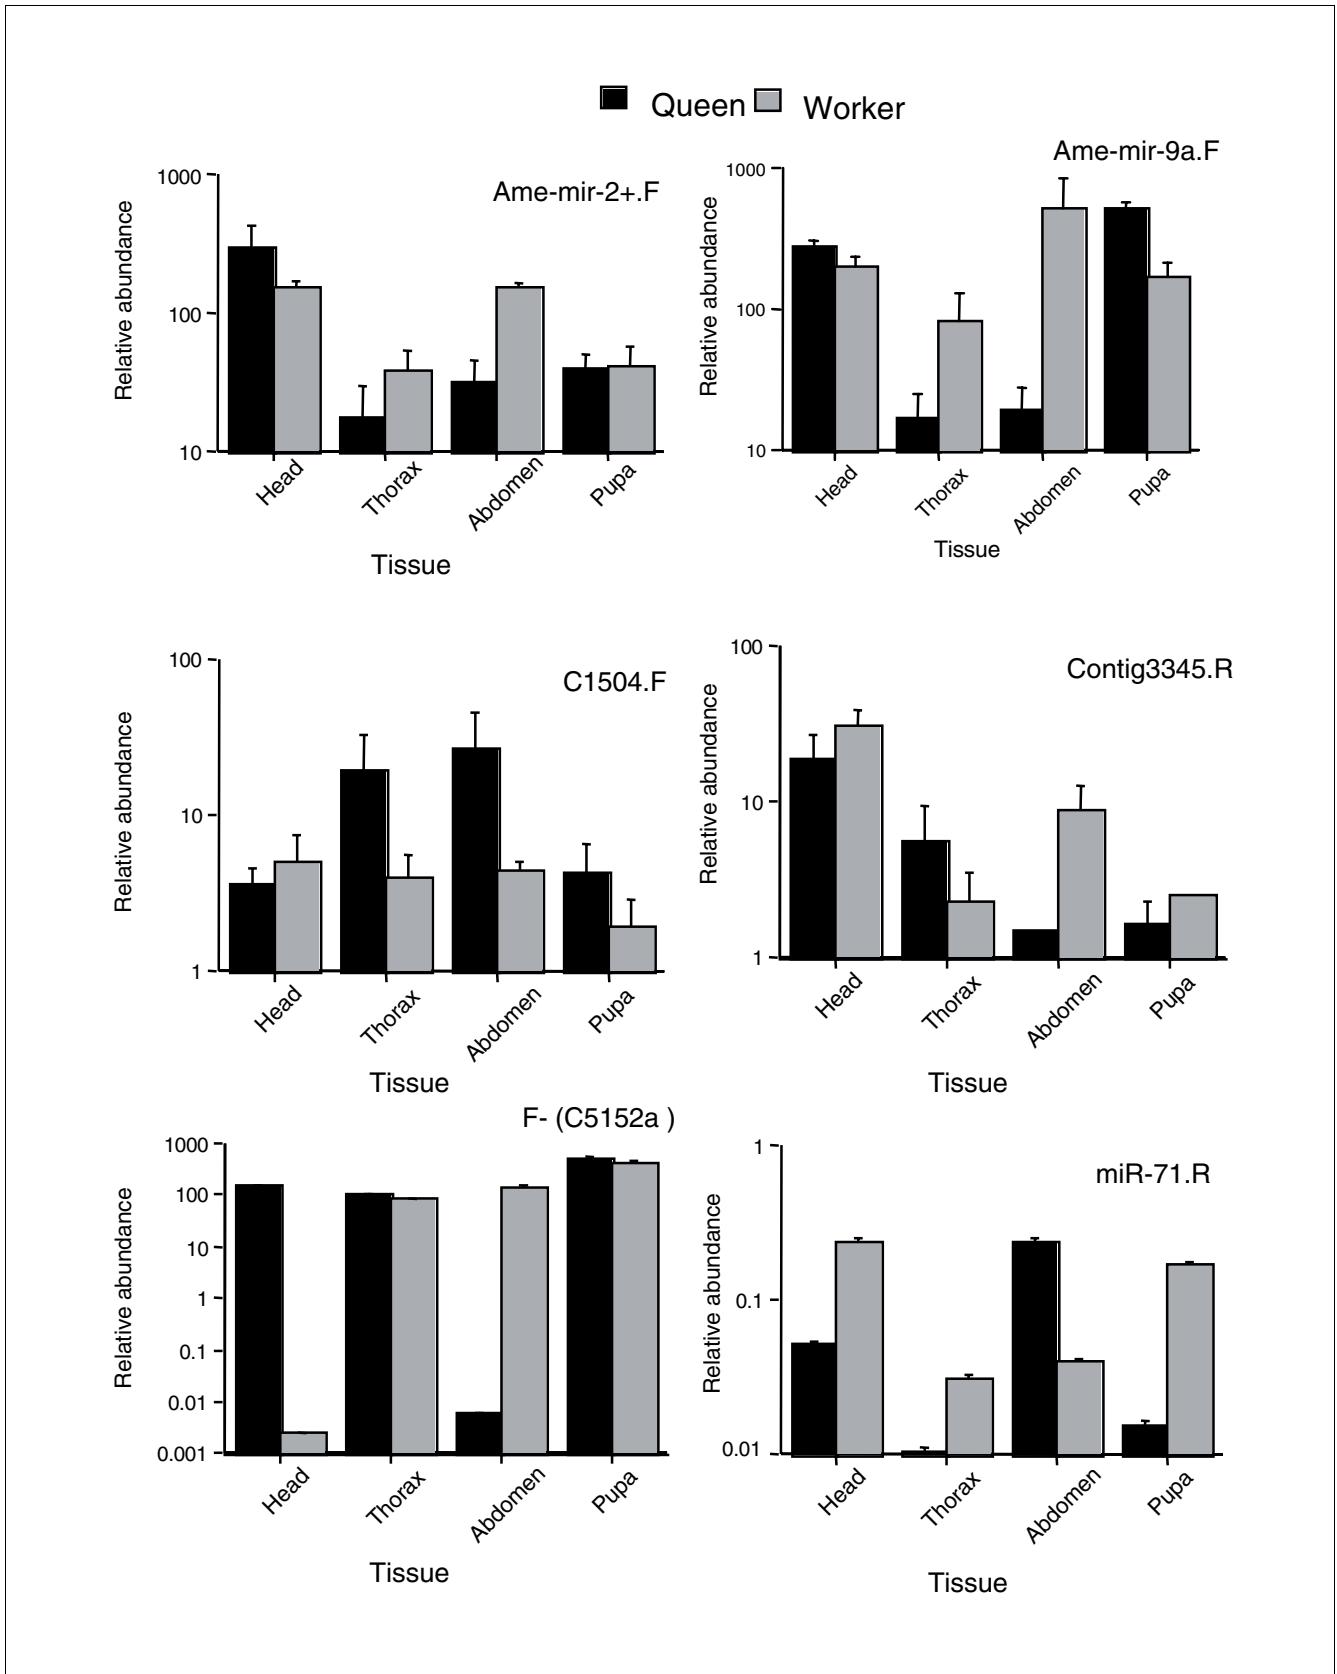 Queen Worker
Ame-mir-2+.F
1000
100
10
Relative abundance
Head Thorax Abdomen Pupa
Tissue
Ame-mir-9a.F
1000
100
10
Relative abundance
Head Thorax Abdomen Pupa
Tissue
C1504.F
100
10
1
Relative abundance
Head Thorax Abdomen Pupa
Tissue
Contig3345.R
100
10
1
Relative abundance
Head Thorax Abdomen Pupa
Tissue
F- (C5152a )
1000
100
10
1
0.1
0.01
0.001
Relative abundance
Head Thorax Abdomen Pupa
Tissue
miR-71.R
1
0.1
0.01
Relative abundance
Head Thorax Abdomen Pupa
Tissue